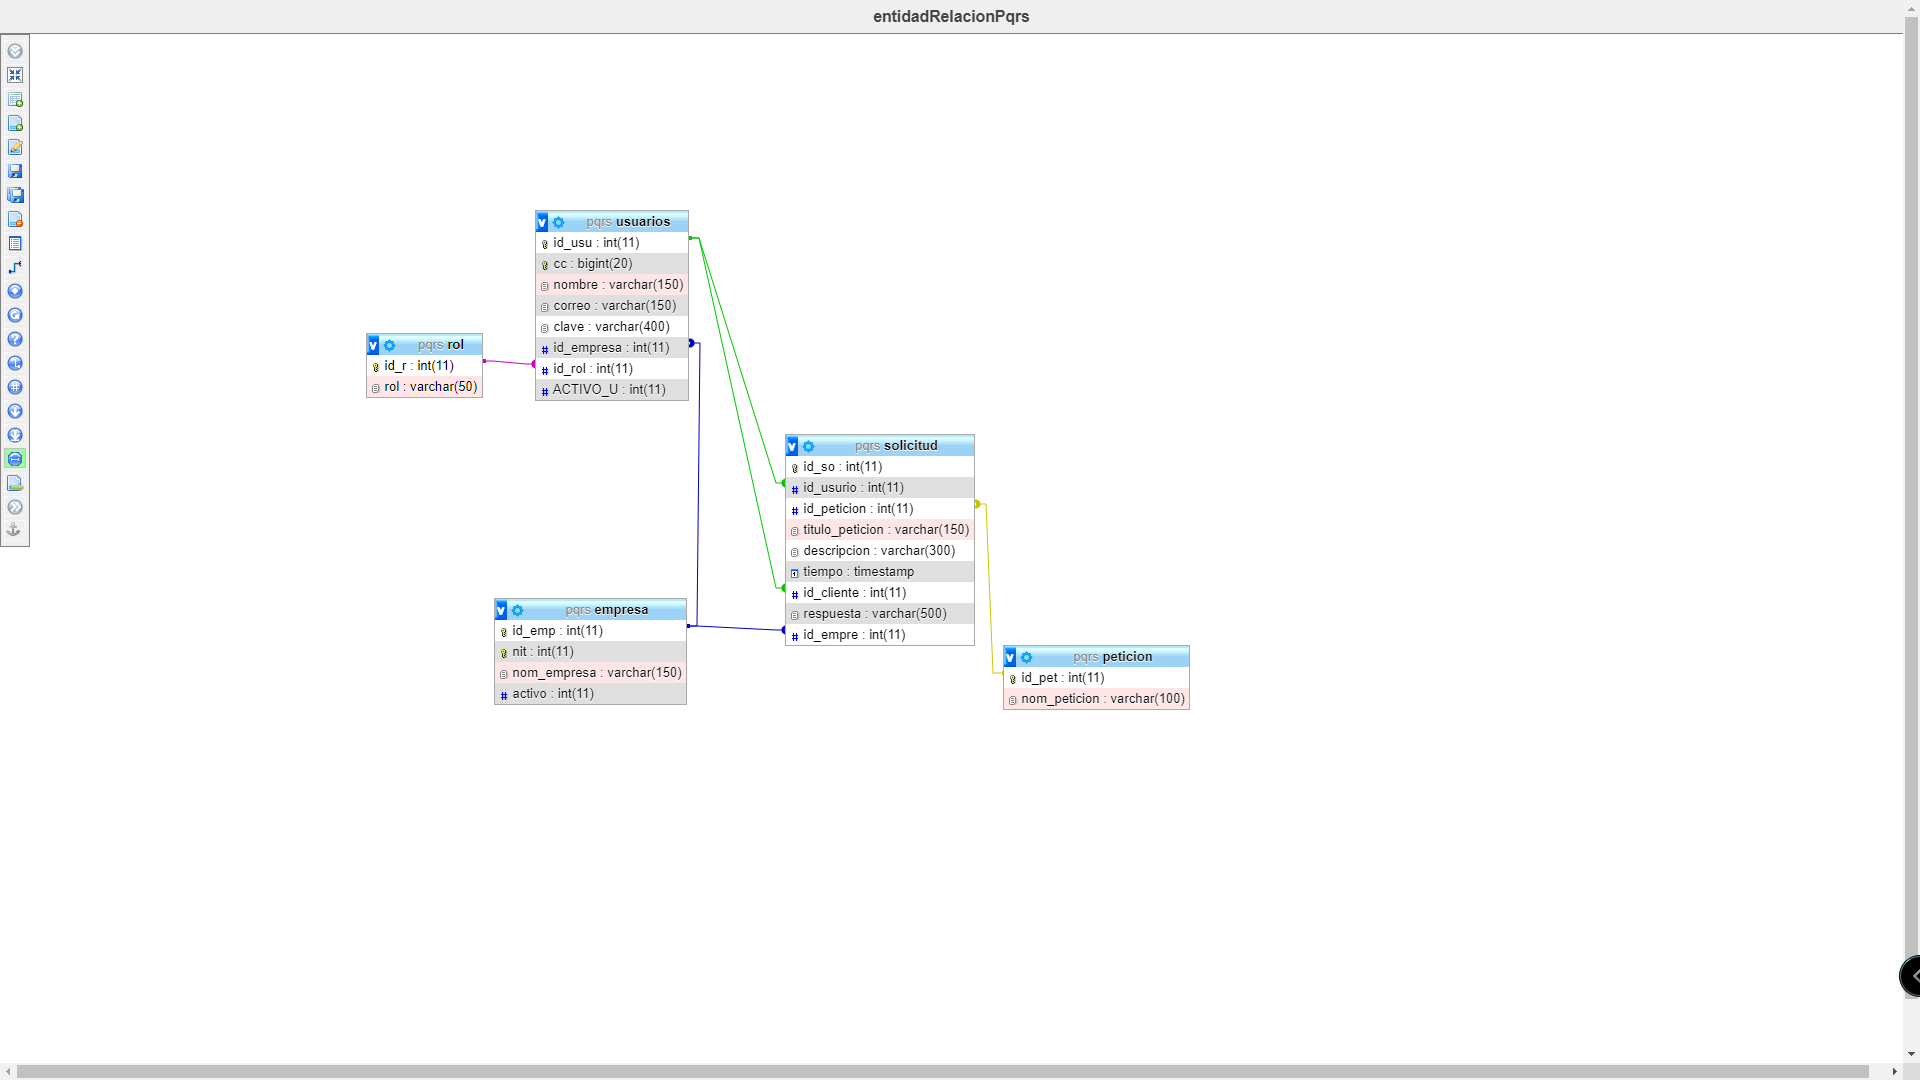 entidadRelacionPqrs
v pqrs usuarios
id_usu : int(11)
cc : bigint(20)
nombre : varchar(150)
correo : varchar(150)
clave : varchar(400)
# id_empresa : int(11)
# id_rol : int(11)
# ACTIVO_U : int(11)
v pqrs rol
id_r : int(11)
rol : varchar(50)
v pqrs solicitud
id_so : int(11)
# id_usurio : int(11)
# id_peticion : int(11)
titulo_peticion : varchar(150)
descripcion : varchar(300)
tiempo : timestamp
# id_cliente : int(11)
respuesta : varchar(500)
# id_empre : int(11)
v pqrs empresa
id_emp : int(11)
nit : int(11)
nom_empresa : varchar(150)
# activo : int(11)
v pqrs peticion
id_pet : int(11)
nom_peticion : varchar(100)